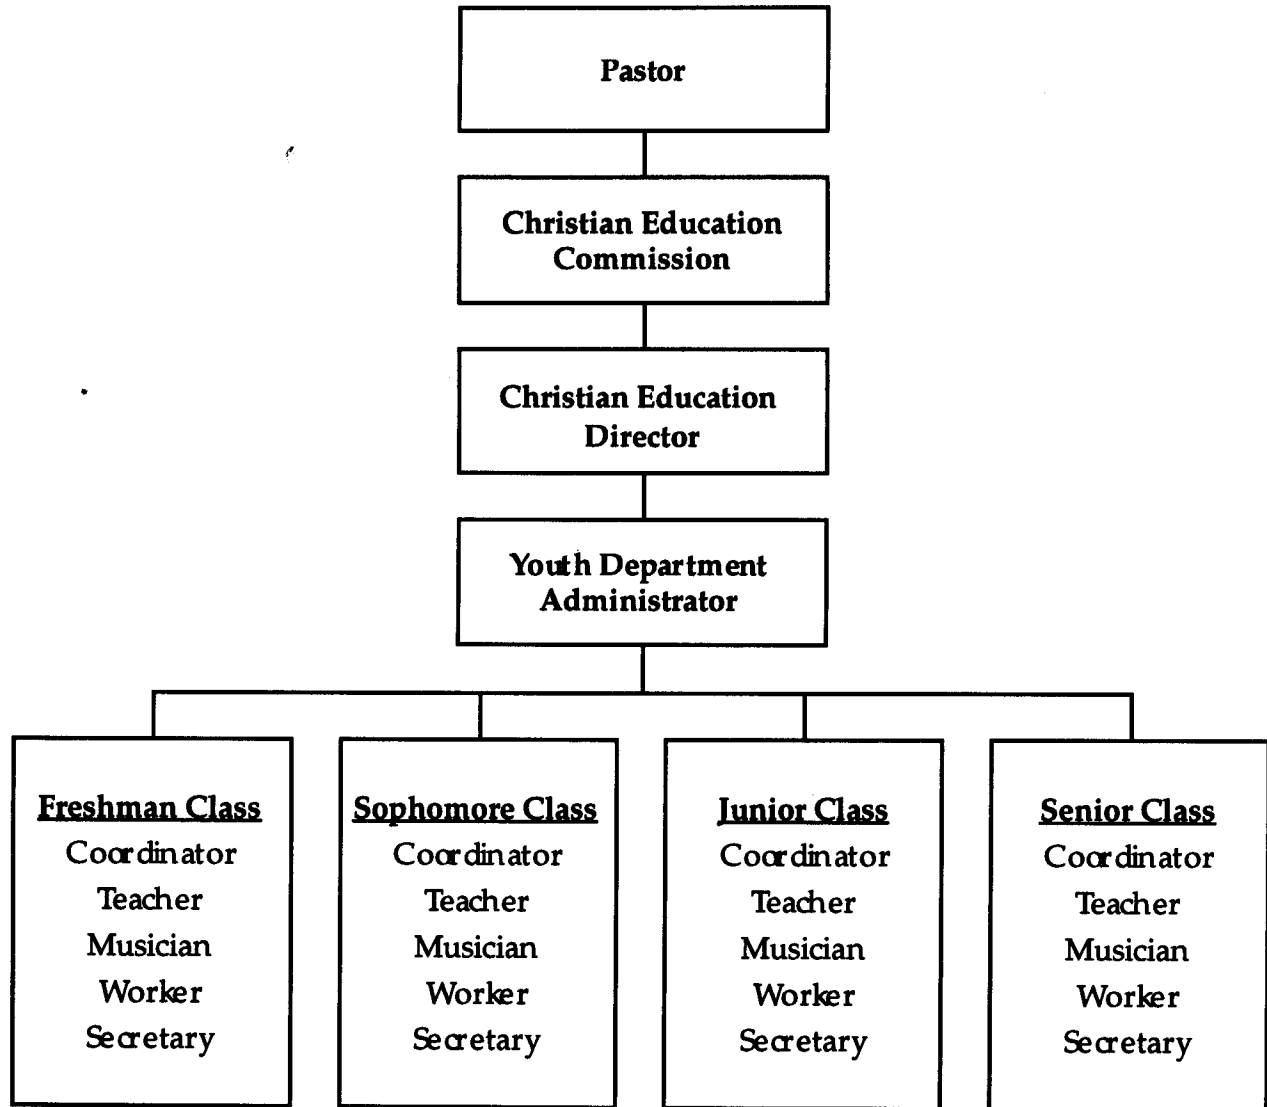 Pastor
Christian Education
Commission
Christian Education
Director
Youth Department
Administrator
Freshman Class
Coordinator
Teacher
Musician
Worker
Secretary
Sophomore Class
Coordinator
Teacher
Musician
Worker
Secretary
Junior Class
Coordinator
Teacher
Musician
Worker
Secretary
Senior Class
Coordinator
Teacher
Musician
Worker
Secretary